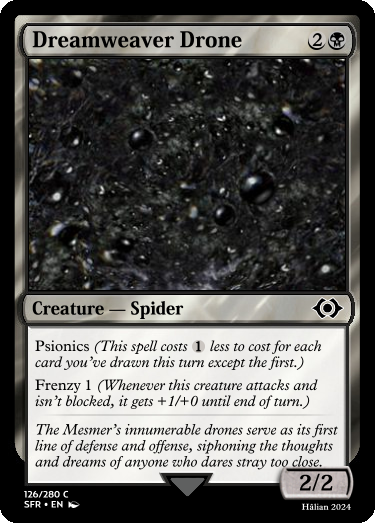 Dreamweaver Drone 2
Creature — Spider
Psionics (This spell costs 1 less to cost for each
card you've drawn this turn except the first.)
Frenzy 1 (Whenever this creature attacks and
isn't blocked, it gets +1/+0 until end of turn.)
The Mesmer's innumerable drones serve as its first
line of defense and offense, siphoning the thoughts
and dreams of anyone who dares stray too close.
2/2
126/280 C
SFR • EN
Hålian 2024